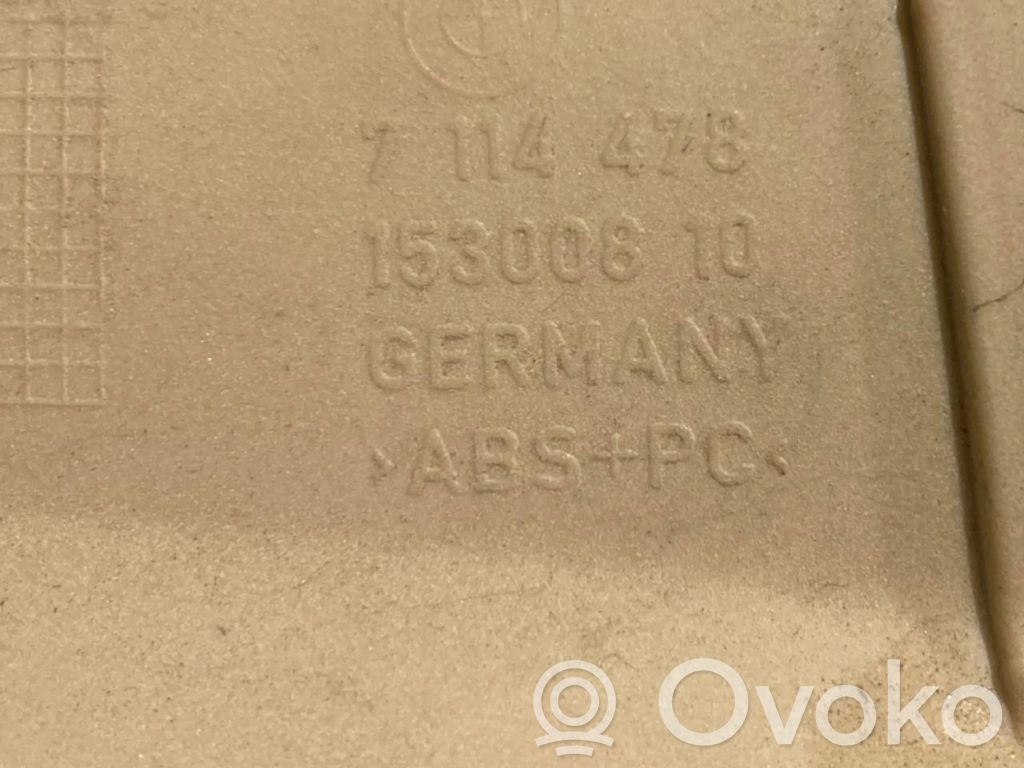 7 114 478
153008 10
GERMANY
>ABS+PC<
Ovoko